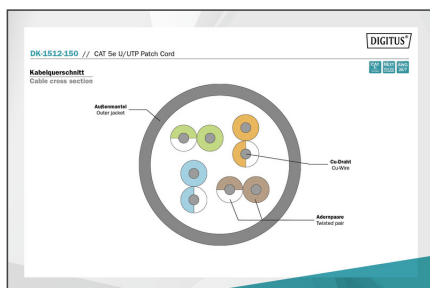 DIGITUS®
DK-1512-150 // CAT 5e U/UTP Patch Cord
Kabelquerschnitt
Cable cross section
Außenmantel
Outer jacket
Cu-Draht
Cu-Wire
Adernpaare
Twisted pair